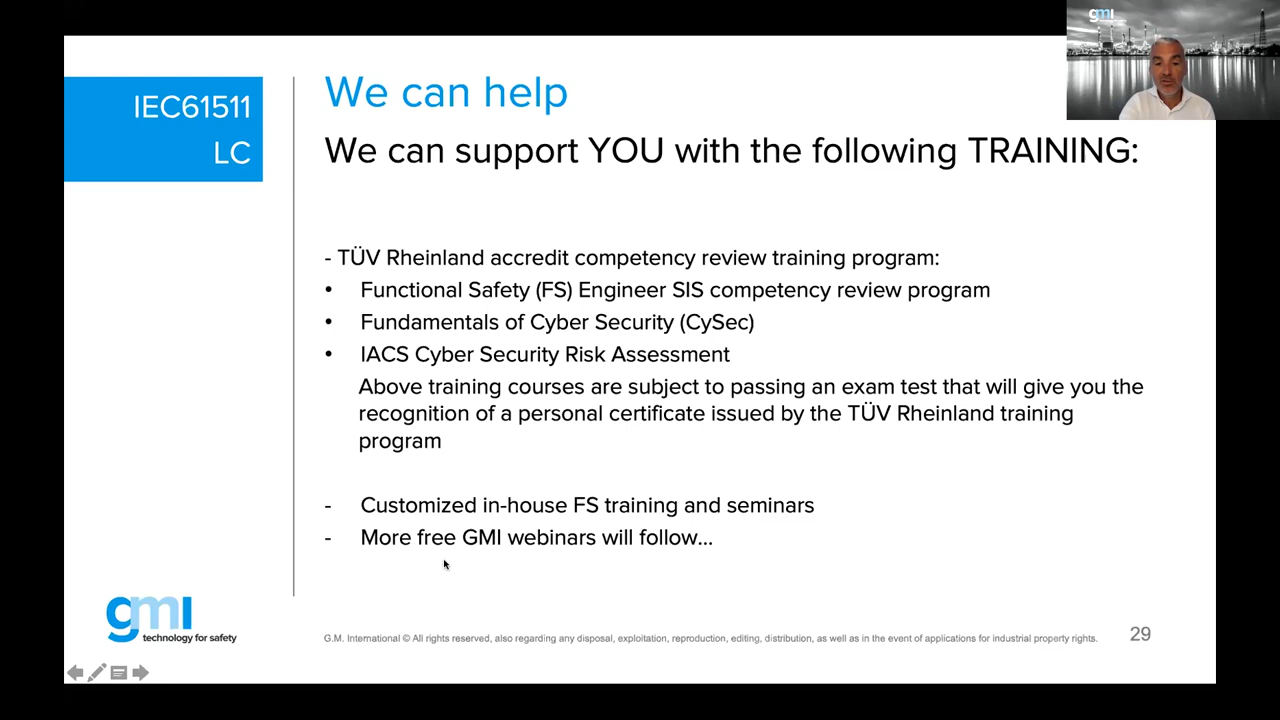 gmi
IEC61511
LC
We can help
We can support YOU with the following TRAINING:
- TÜV Rheinland accredit competency review training program:
• Functional Safety (FS) Engineer SIS competency review program
• Fundamentals of Cyber Security (CySec)
• IACS Cyber Security Risk Assessment
Above training courses are subject to passing an exam test that will give you the
recognition of a personal certificate issued by the TÜV Rheinland training
program
- Customized in-house FS training and seminars
- More free GMI webinars will follow...
gmi
technology for safety
G.M. International © All rights reserved, also regarding any disposal, exploitation, reproduction, editing, distribution, as well as in the event of applications for industrial property rights.
29